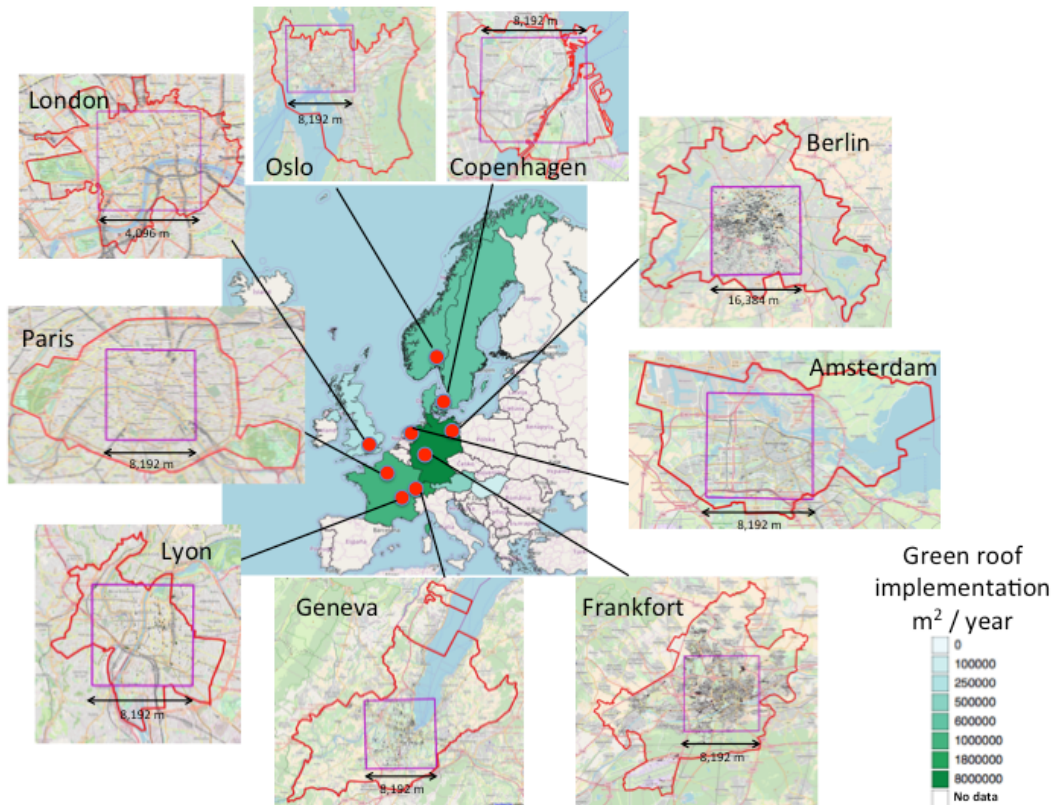 8,192 m
London
8,192 m
Oslo
Copenhagen
Berlin
4,096 m
16,384 m
Paris
Amsterdam
8,192 m
8,192 m
Lyon
8,192 m
Geneva
8,192 m
Frankfort
8,192 m
Green roof
implementation
m² / year
0
100000
250000
500000
600000
1000000
1800000
8000000
No data